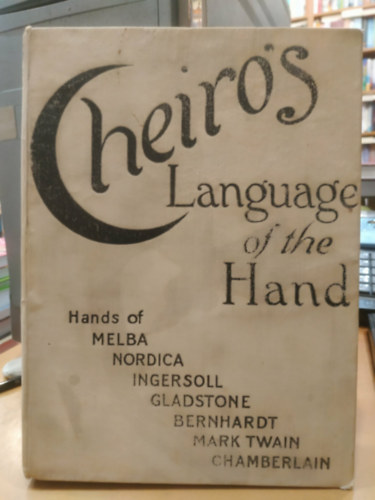 Cheiro's
Language
of the
Hand
Hands of
MELBA
NORDICA
INGERSOLL
GLADSTONE
BERNHARDT
MARK TWAIN
CHAMBERLAIN